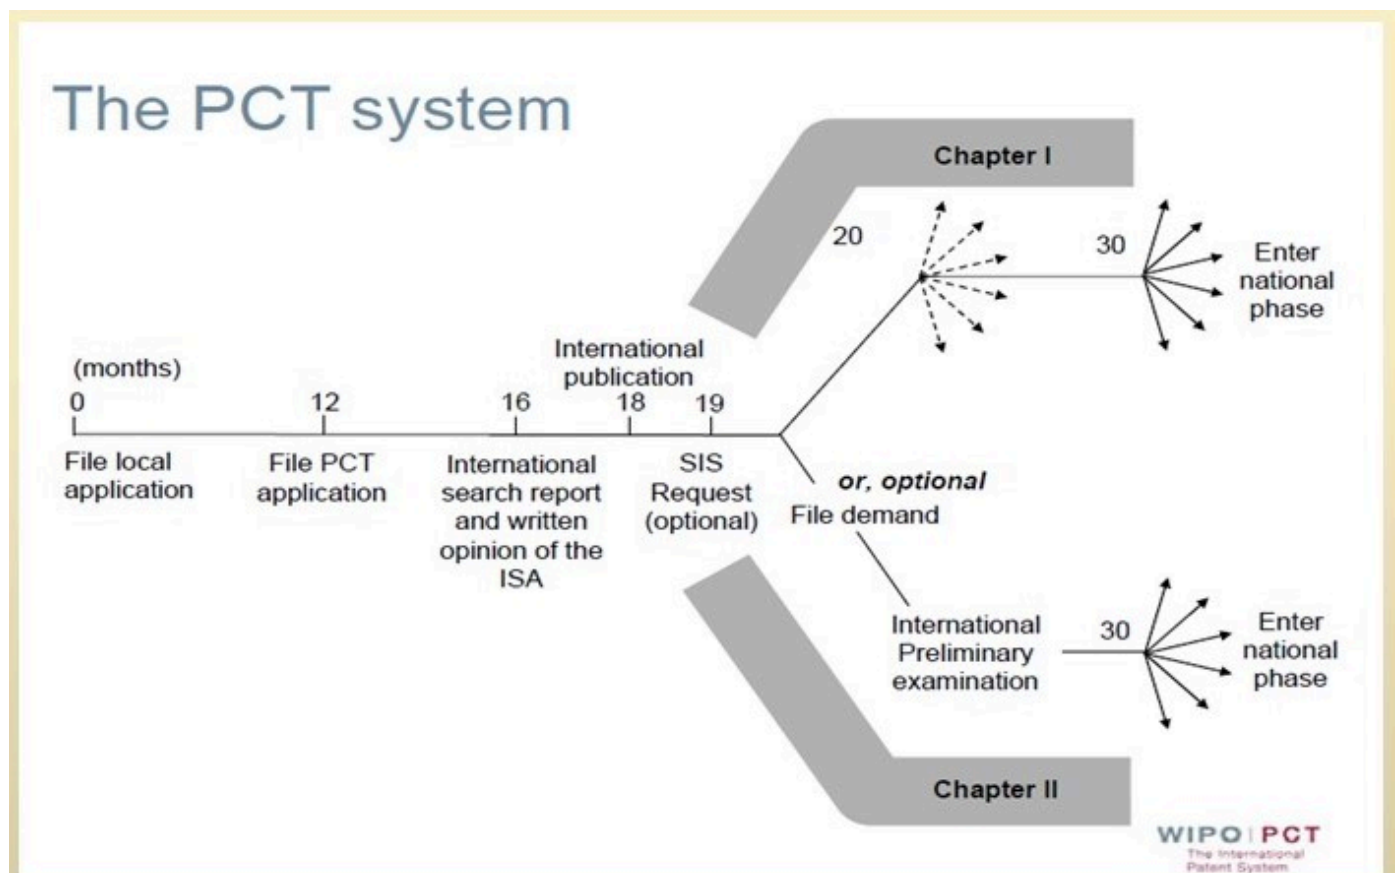 The PCT system
Chapter I
20
30
Enter
national
phase
International
publication
(months)
0
12
16
18
19
File local
application
File PCT
application
International
search report
and written
opinion of the
ISA
SIS
Request
(optional)
or, optional
File demand
International
Preliminary
examination
30
Enter
national
phase
Chapter II
WIPO | PCT
The International
Patent System